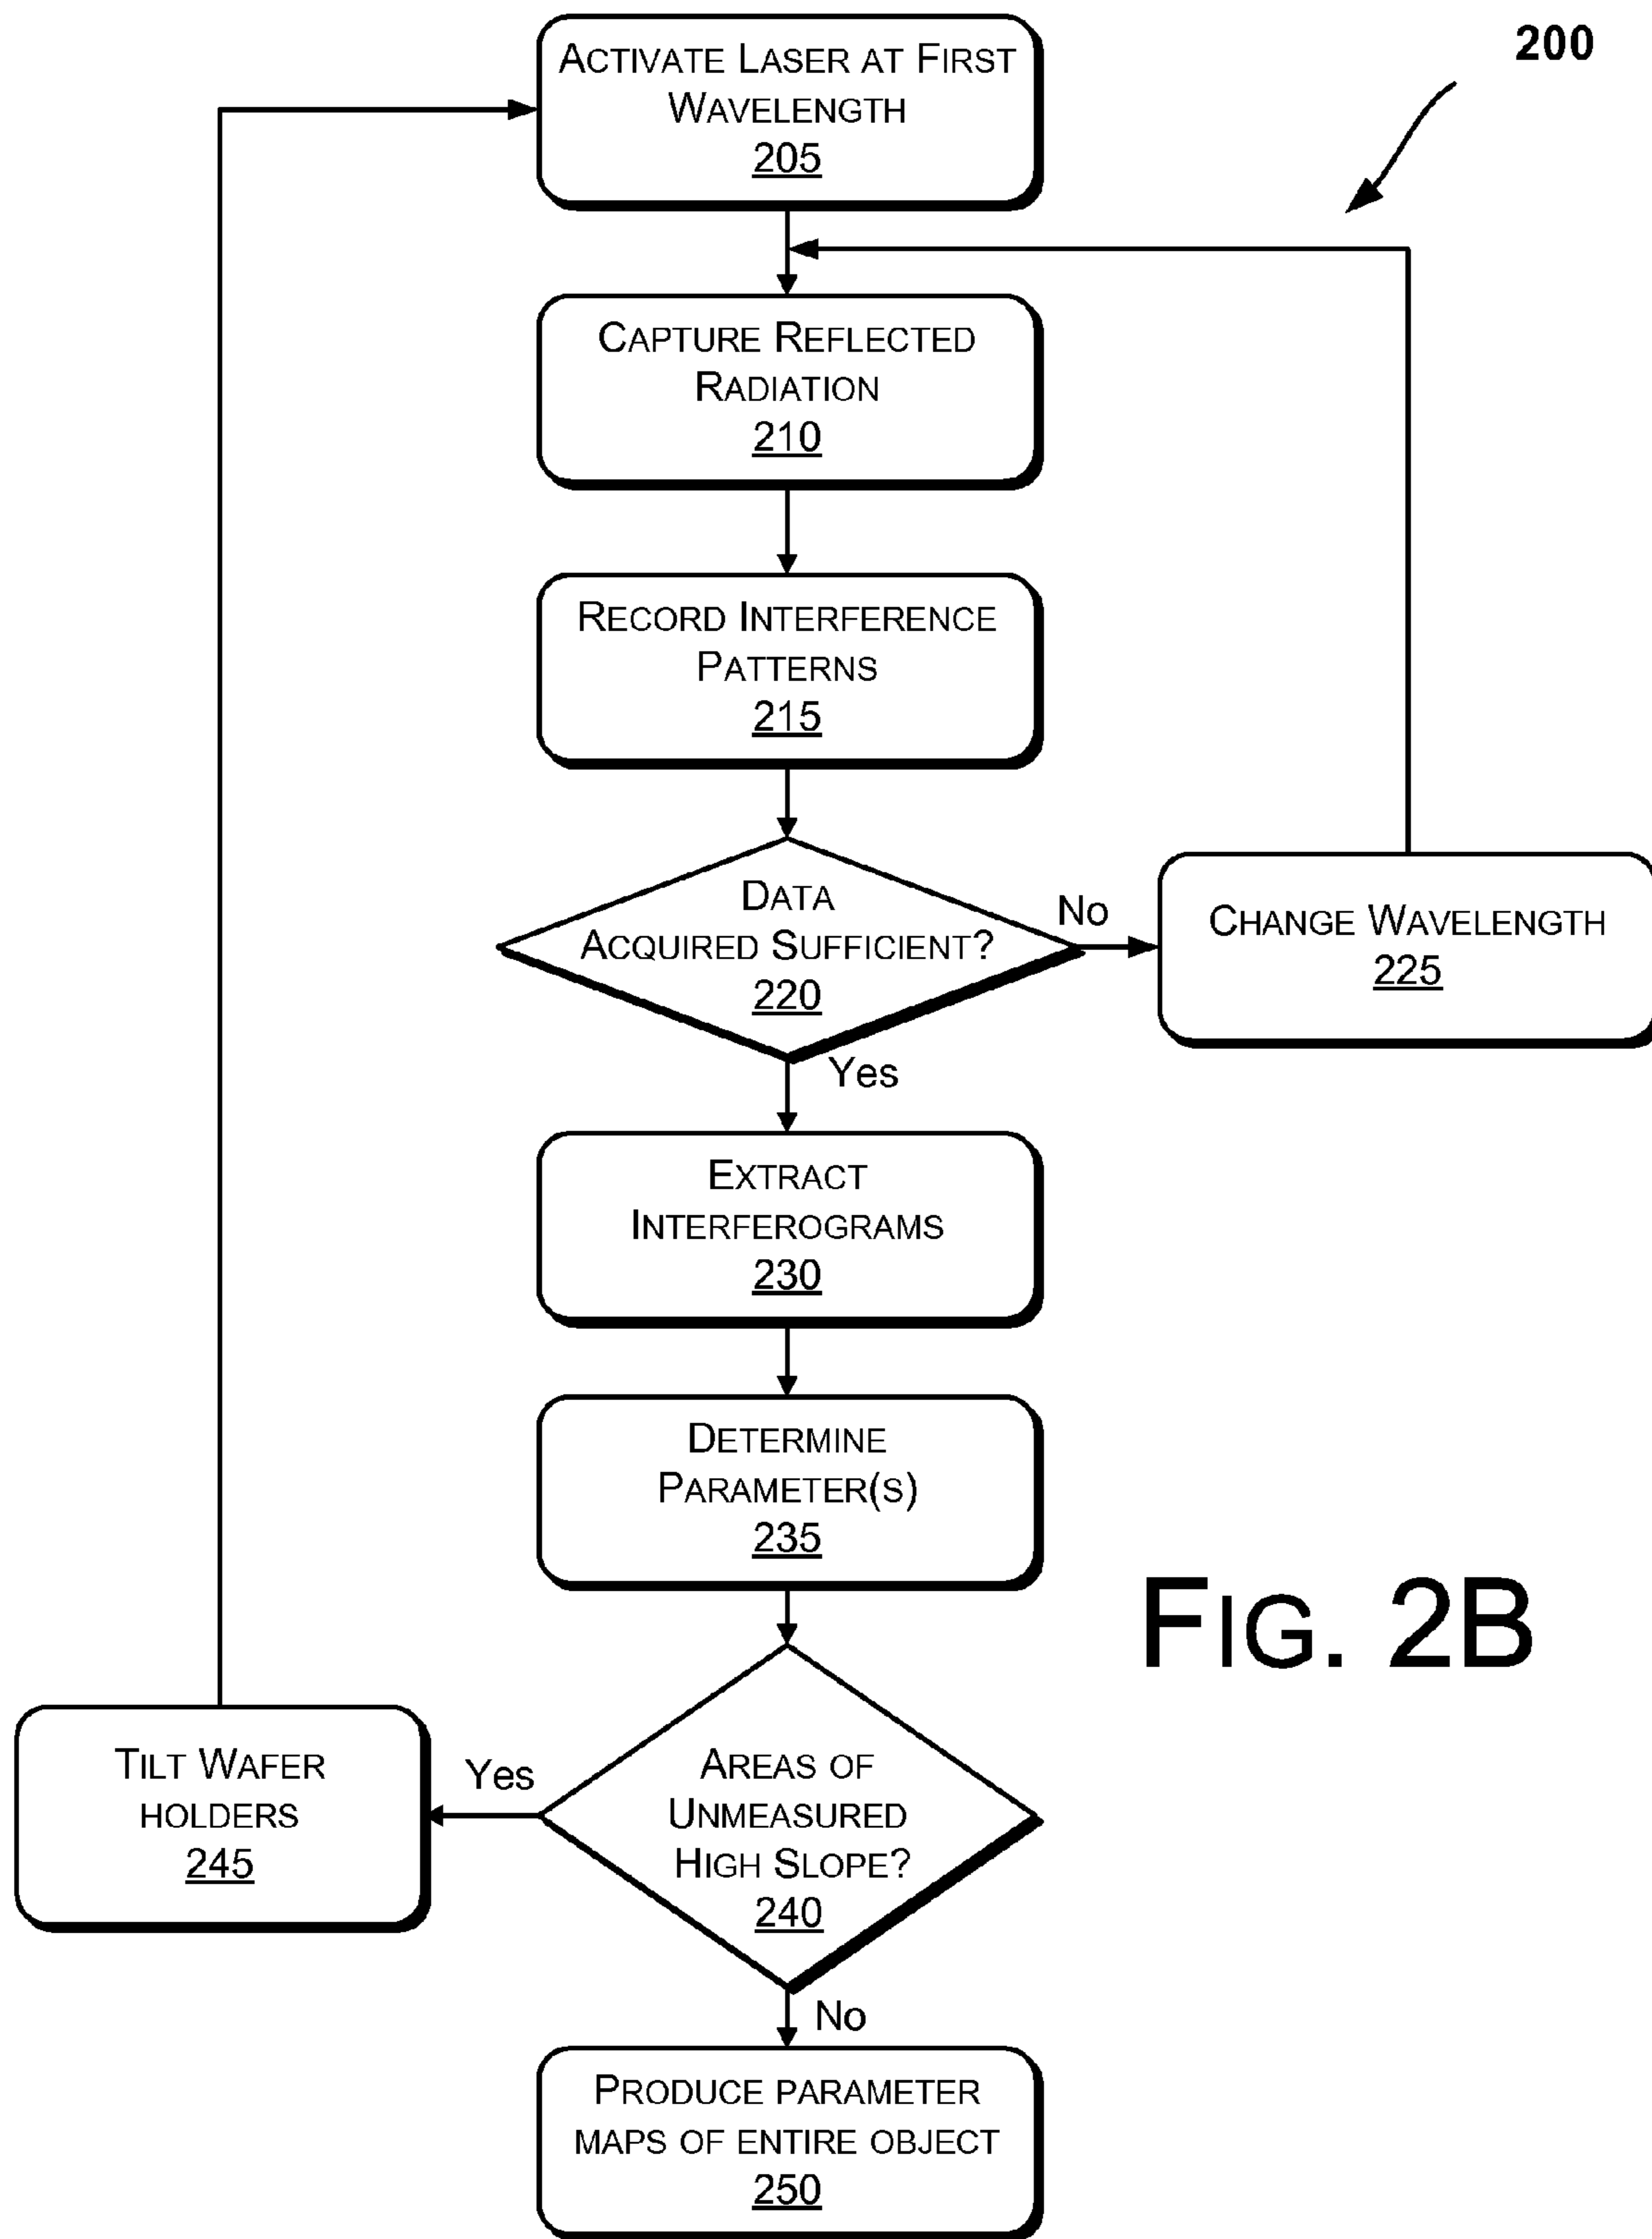 200
ACTIVATE LASER AT FIRST
WAVELENGTH
205
CAPTURE REFLECTED
RADIATION
210
RECORD INTERFERENCE
PATTERNS
215
DATA
ACQUIRED SUFFICIENT?
220
No
CHANGE WAVELENGTH
225
Yes
EXTRACT
INTERFEROGRAMS
230
DETERMINE
PARAMETER(S)
235
FIG. 2B
AREAS OF
UNMEASURED
HIGH SLOPE?
240
Yes
TILT WAFER
HOLDERS
245
No
PRODUCE PARAMETER
MAPS OF ENTIRE OBJECT
250